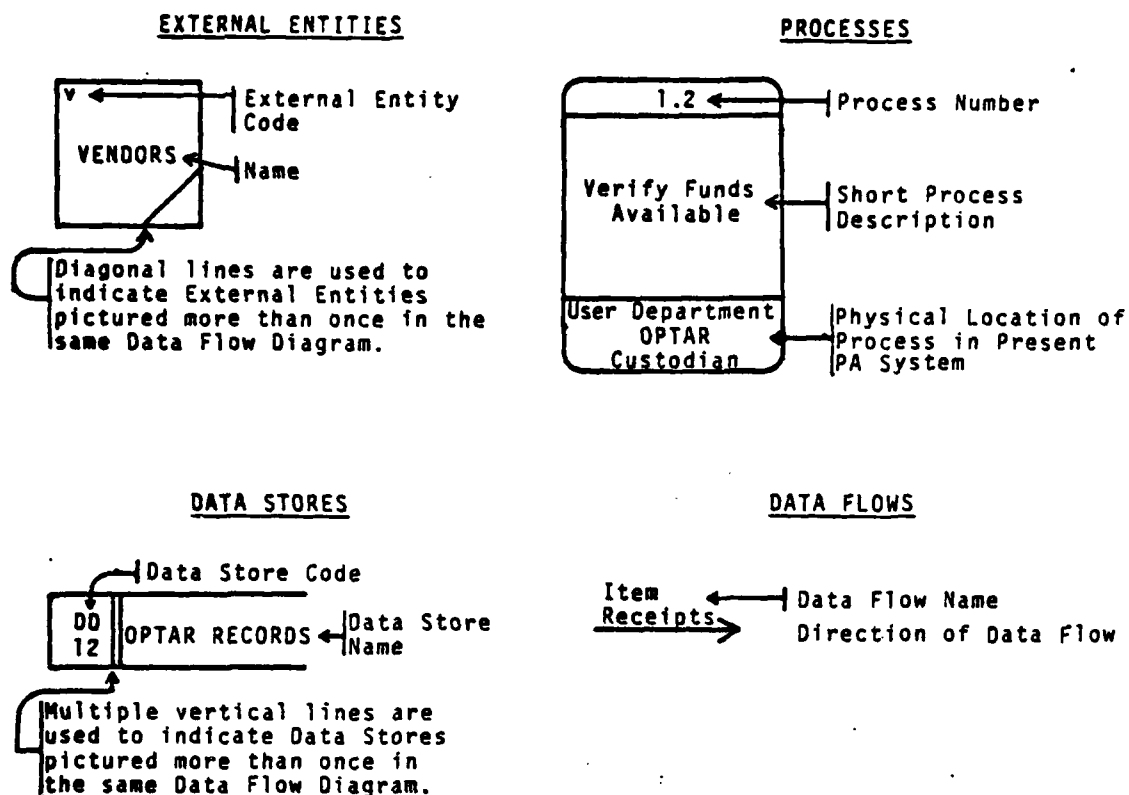 EXTERNAL ENTITIES
v
External Entity
Code
VENDORS
Name
Diagonal lines are used to
indicate External Entities
pictured more than once in the
same Data Flow Diagram.
PROCESSES
1.2
Process Number
Verify Funds
Available
Short Process
Description
User Department
OPTAR
Custodian
Physical Location of
Process in Present
PA System
DATA STORES
Data Store Code
DD
12
OPTAR RECORDS
Data Store
Name
Multiple vertical lines are
used to indicate Data Stores
pictured more than once in
the same Data Flow Diagram.
DATA FLOWS
Item
Receipts
Data Flow Name
Direction of Data Flow